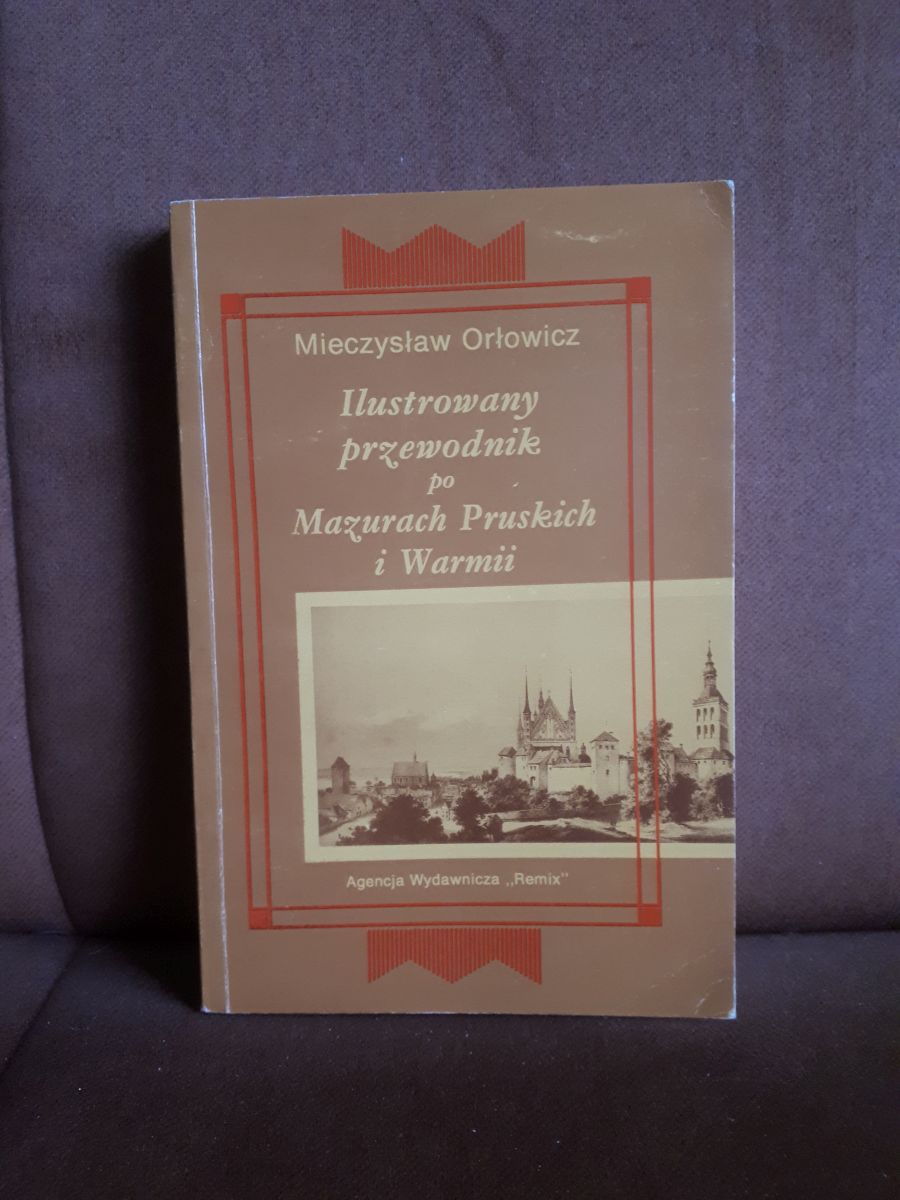 Mieczysław Orłowicz
Ilustrowany
przewodnik
po
Mazurach Pruskich
i Warmii
Agencja Wydawnicza „Remix"